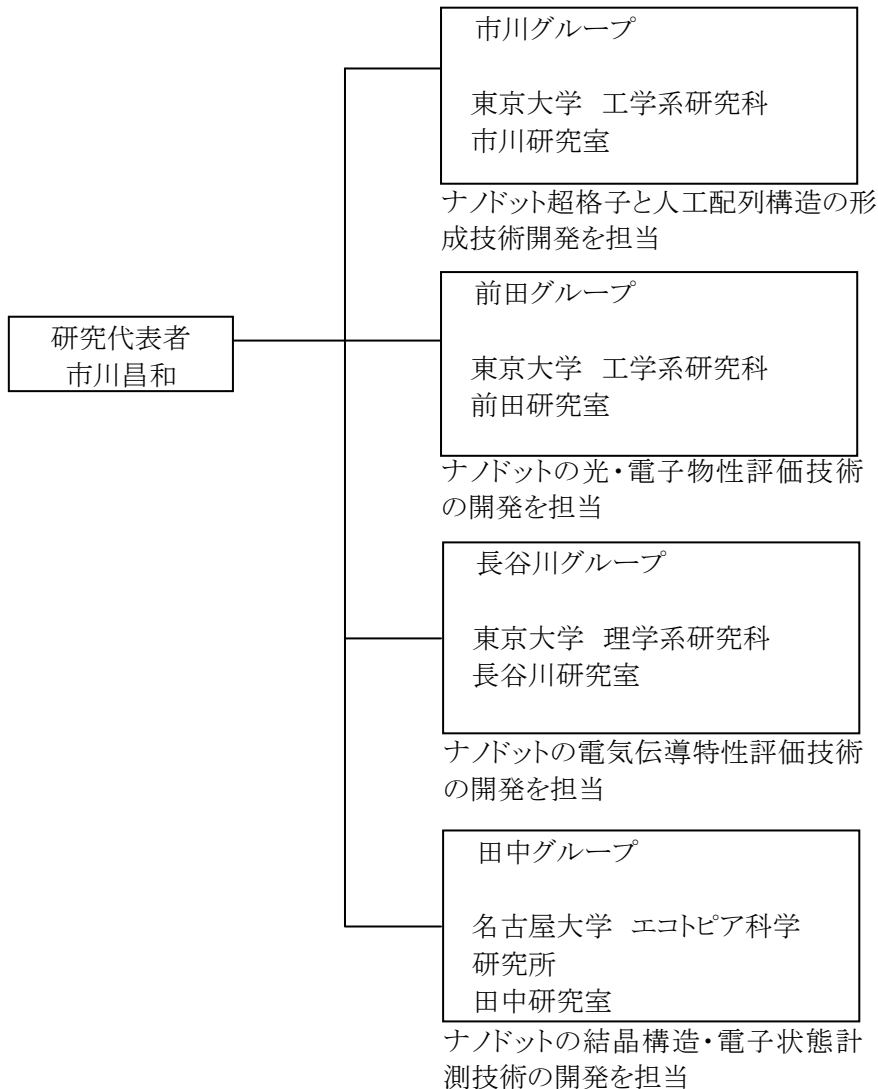 市川グループ
東京大学 工学系研究科
市川研究室
ナノドット超格子と人工配列構造の形
成技術開発を担当
前田グループ
研究代表者
市川昌和
東京大学 工学系研究科
前田研究室
ナノドットの光・電子物性評価技術
の開発を担当
長谷川グループ
東京大学 理学系研究科
長谷川研究室
ナノドットの電気伝導特性評価技術
の開発を担当
田中グループ
名古屋大学 エコトピア科学
研究所
田中研究室
ナノドットの結晶構造・電子状態計
測技術の開発を担当